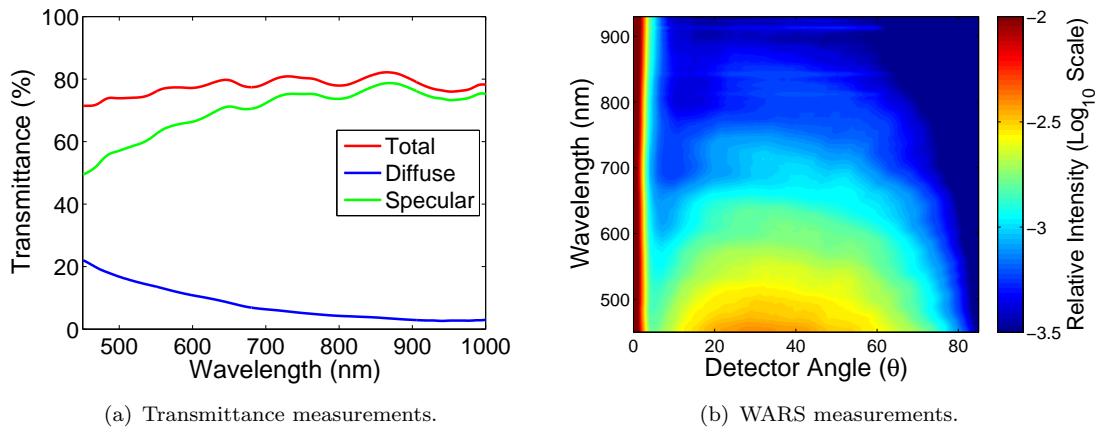 100
80
60
40
20
0
Transmittance (%)
500 600 700 800 900 1000
Wavelength (nm)
Total
Diffuse
Specular
(a) Transmittance measurements.
900
800
700
600
500
Wavelength (nm)
0 20 40 60 80
Detector Angle (θ)
−2
−2.5
−3
−3.5
Relative Intensity (Log10 Scale)
(b) WARS measurements.